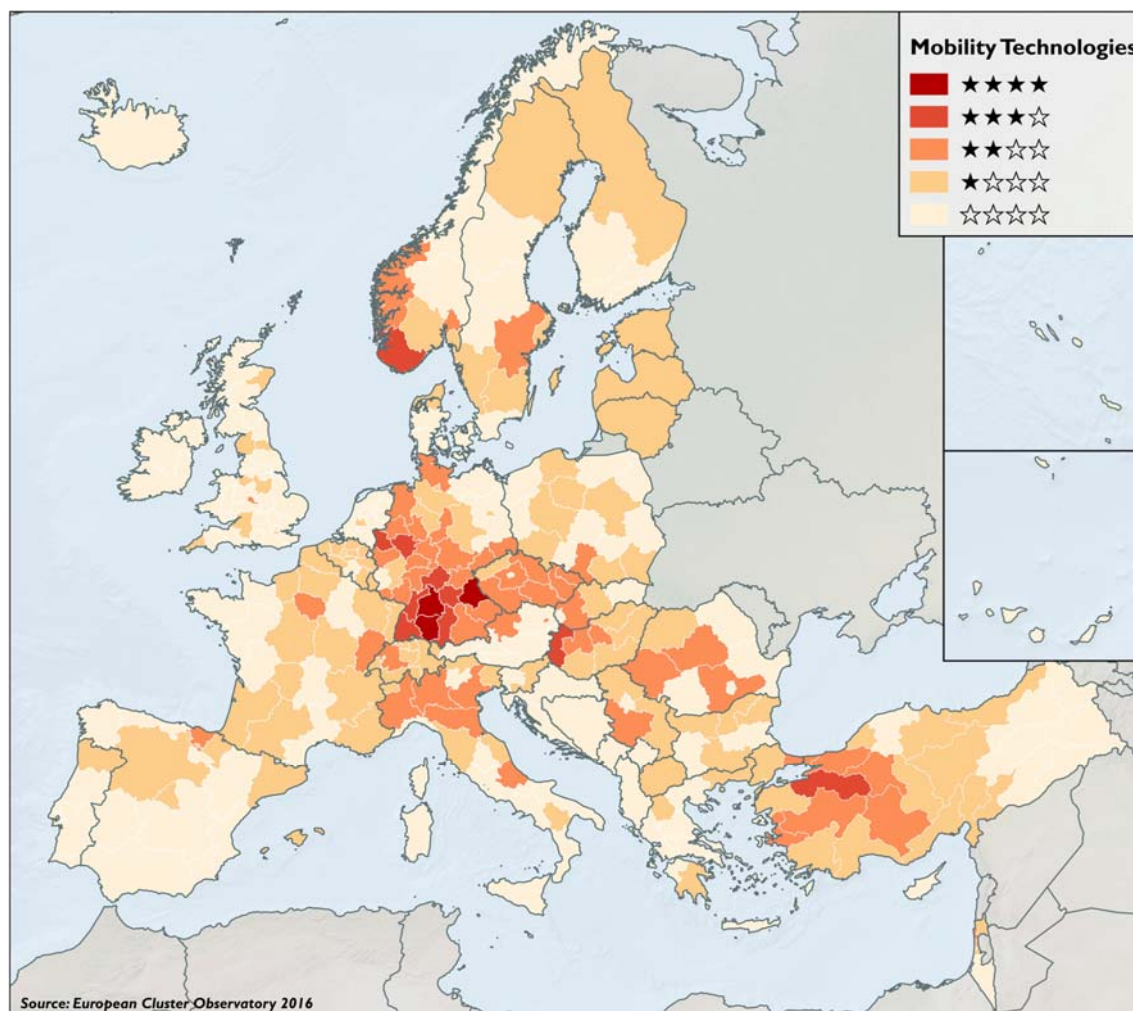 Mobility Technologies
★★★★
★★★☆
★★☆☆
★☆☆☆
☆☆☆☆
Source: European Cluster Observatory 2016